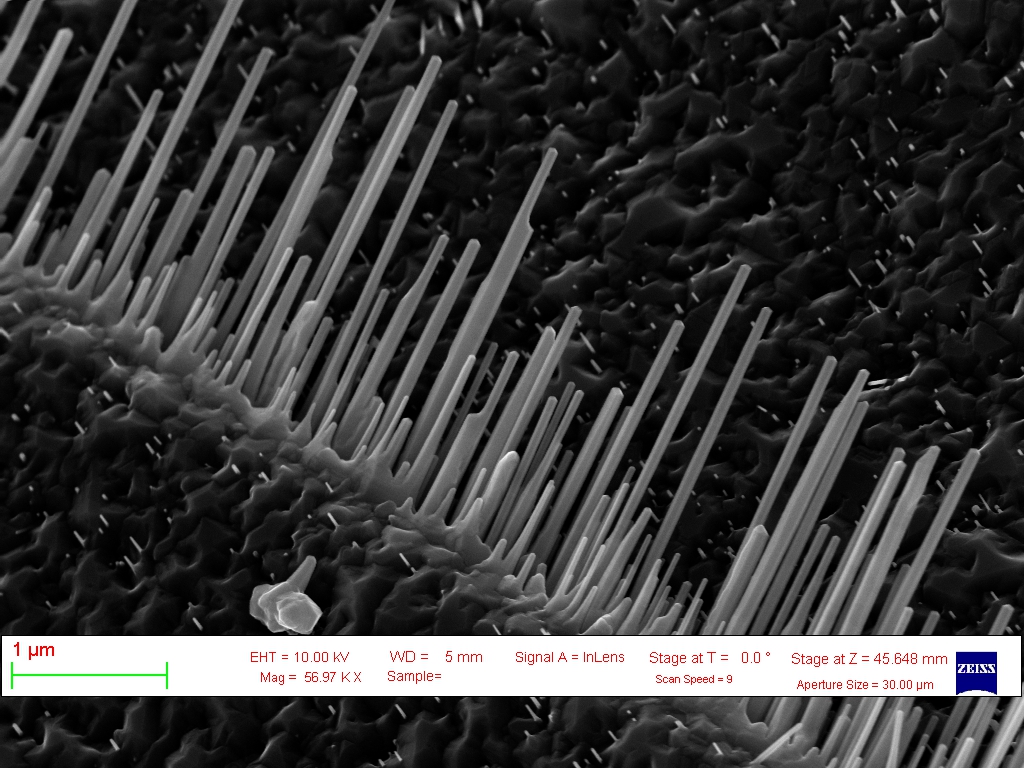 1 µm
EHT = 10.00 kV WD = 5 mm Signal A = InLens Stage at T = 0.0 ° Stage at Z = 45.648 mm
Mag = 56.97 K X Sample= Scan Speed = 9 Aperture Size = 30.00 µm
ZEISS